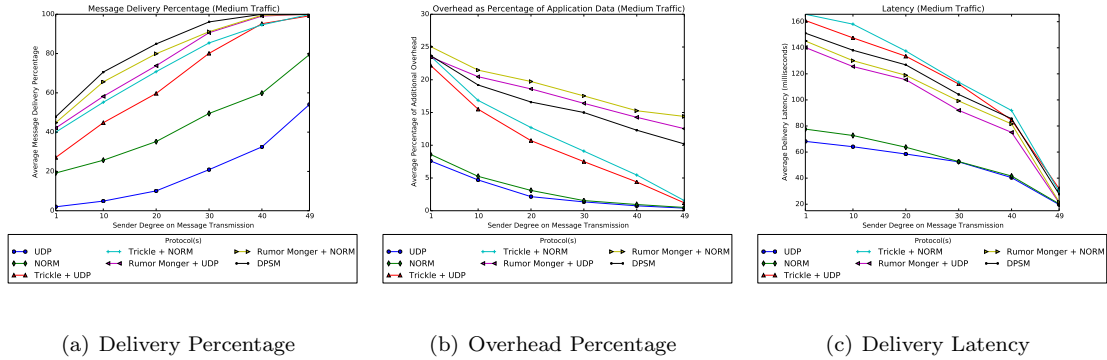 Message Delivery Percentage (Medium Traffic)
100
80
60
40
20
0
Average Message Delivery Percentage
1 10 20 30 40 49
Sender Degree on Message Transmission
Protocol(s)
UDP
NORM
Trickle + UDP
Trickle + NORM
Rumor Monger + UDP
Rumor Monger + NORM
DPSM
(a) Delivery Percentage
Overhead as Percentage of Application Data (Medium Traffic)
30
25
20
15
10
5
0
Average Percentage of Additional Overhead
1 10 20 30 40 49
Sender Degree on Message Transmission
Protocol(s)
UDP
NORM
Trickle + UDP
Trickle + NORM
Rumor Monger + UDP
Rumor Monger + NORM
DPSM
(b) Overhead Percentage
Latency (Medium Traffic)
160
140
120
100
80
60
40
20
Average Delivery Latency (milliseconds)
1 10 20 30 40 49
Sender Degree on Message Transmission
Protocol(s)
UDP
NORM
Trickle + UDP
Trickle + NORM
Rumor Monger + UDP
Rumor Monger + NORM
DPSM
(c) Delivery Latency